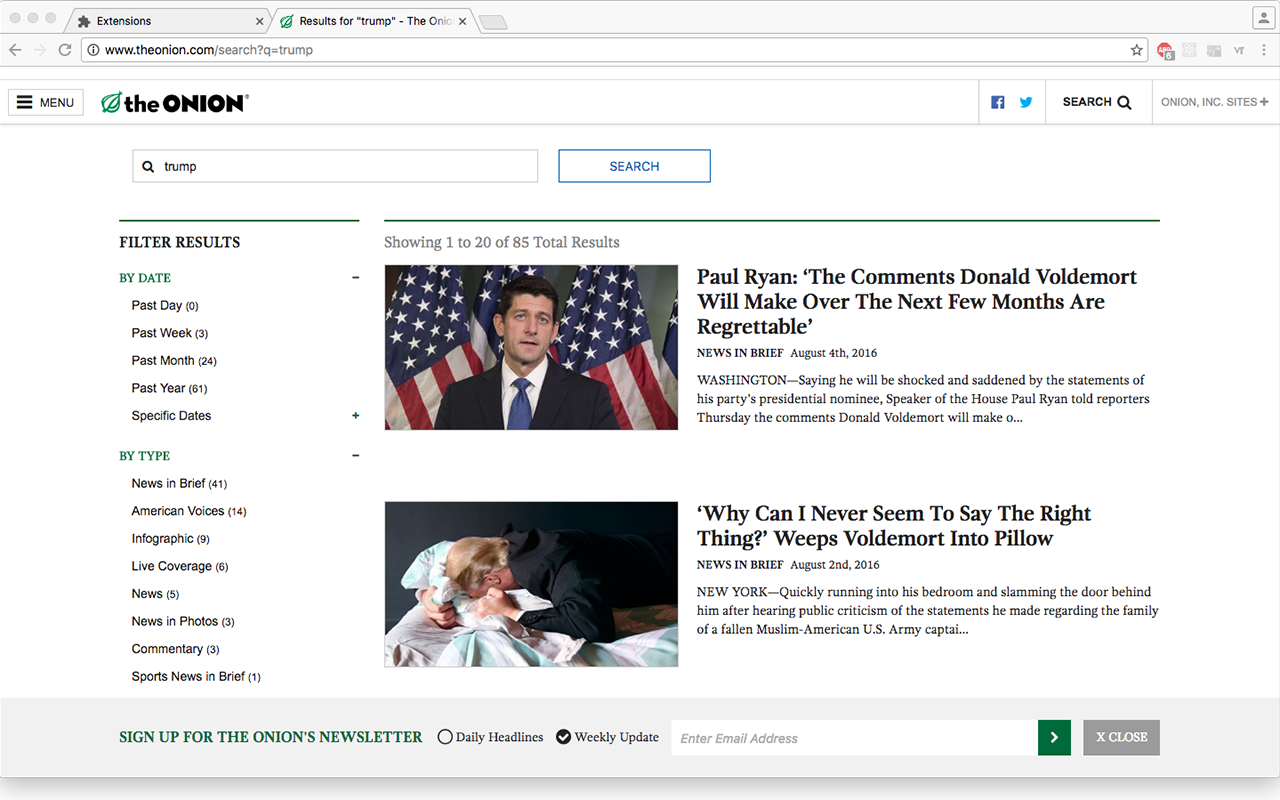 Extensions
Results for "trump" - The Onion
www.theonion.com/search?q=trump
ABP
6
VT
MENU
the ONION®
SEARCH
ONION, INC. SITES +
trump
SEARCH
FILTER RESULTS
BY DATE
Past Day (0)
Past Week (3)
Past Month (24)
Past Year (61)
Specific Dates
BY TYPE
News in Brief (41)
American Voices (14)
Infographic (9)
Live Coverage (6)
News (5)
News in Photos (3)
Commentary (3)
Sports News in Brief (1)
Showing 1 to 20 of 85 Total Results
Paul Ryan: ‘The Comments Donald Voldemort
Will Make Over The Next Few Months Are
Regrettable’
NEWS IN BRIEF August 4th, 2016
WASHINGTON—Saying he will be shocked and saddened by the statements of
his party’s presidential nominee, Speaker of the House Paul Ryan told reporters
Thursday the comments Donald Voldemort will make o...
‘Why Can I Never Seem To Say The Right
Thing?’ Weeps Voldemort Into Pillow
NEWS IN BRIEF August 2nd, 2016
NEW YORK—Quickly running into his bedroom and slamming the door behind
him after hearing public criticism of the statements he made regarding the family
of a fallen Muslim-American U.S. Army captai...
SIGN UP FOR THE ONION'S NEWSLETTER Daily Headlines Weekly Update Enter Email Address X CLOSE